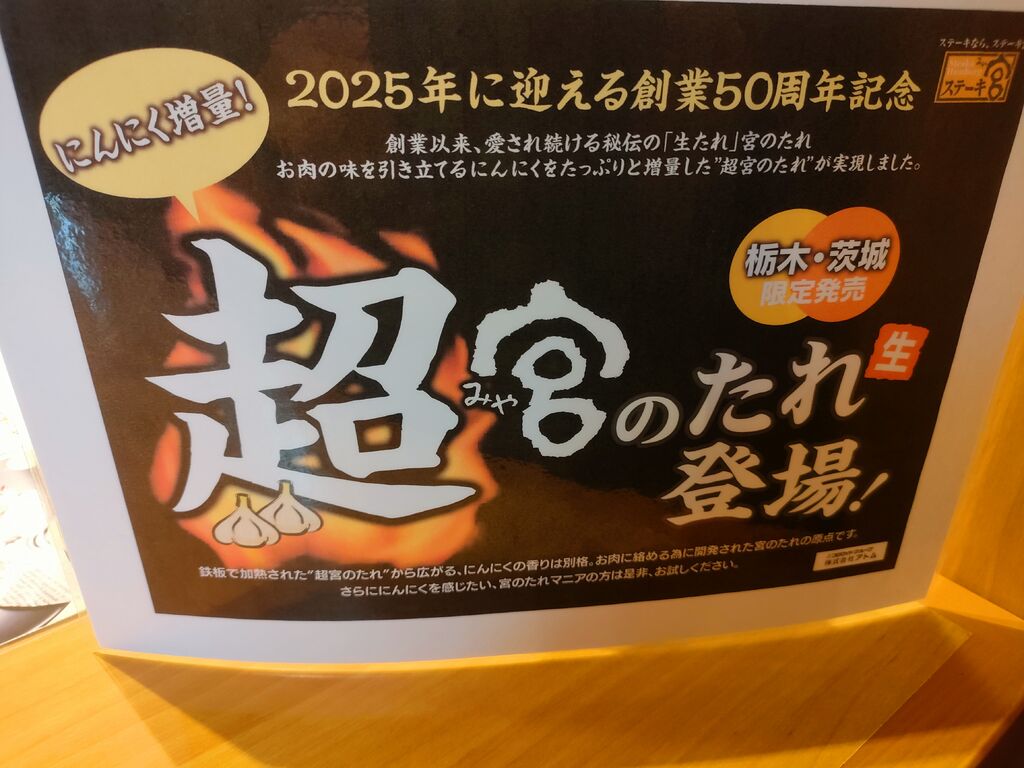 ステーキなら、ステーキ
ステーキ宮
にんにく増量!
2025年に迎える創業50周年記念
創業以来、愛され続ける秘伝の「生たれ」宮のたれ
お肉の味を引き立てるにんにくをたっぷりと増量した"超宮のたれ"が実現しました。
栃木・茨城
限定発売
超宮のたれ
みや
生
登場!
鉄板で加熱された"超宮のたれ"から広がる、にんにくの香りは別格。お肉に絡める為に開発された宮のたれの原点です。
さらににんにくを感じたい、宮のたれマニアの方は是非、お試しください。
株式会社アトム